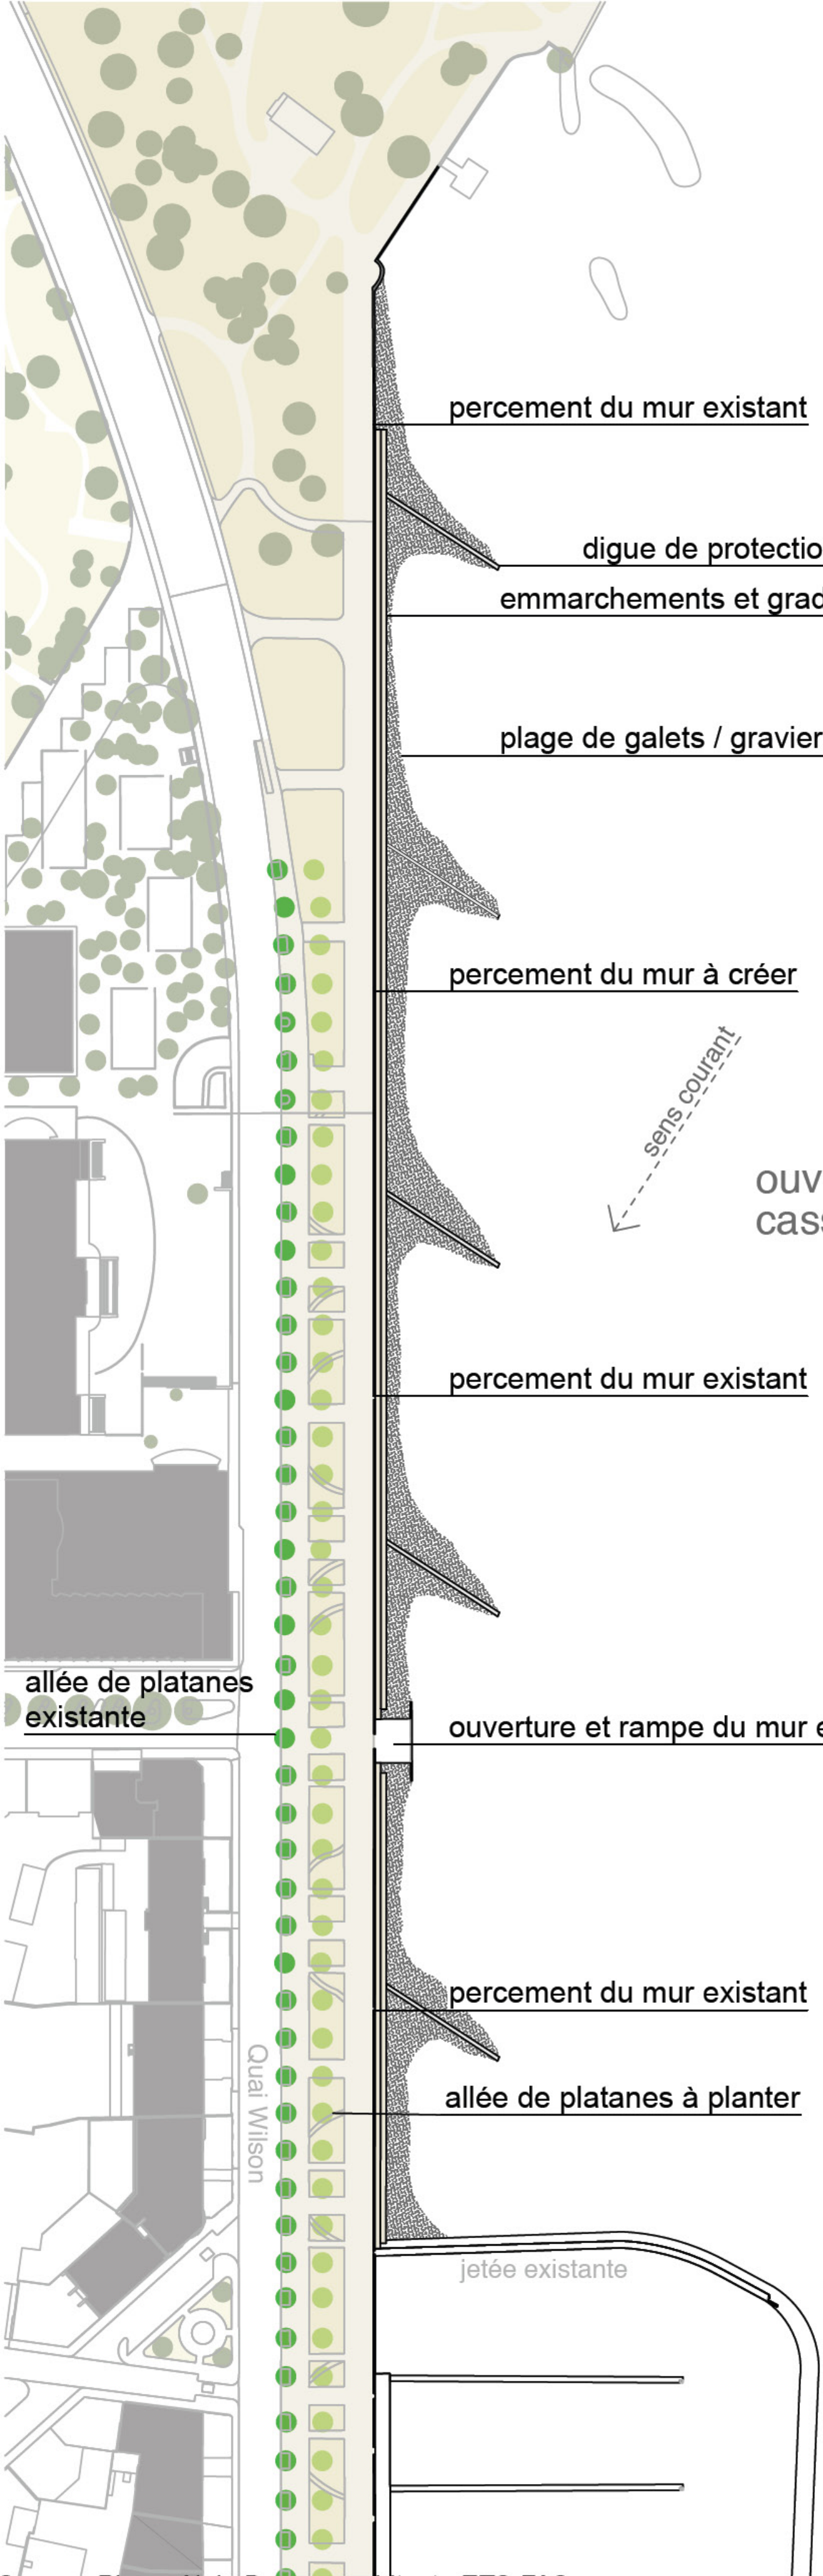 percement du mur existant
digue de protectio
emmarchements et grad
plage de galets / gravier
percement du mur à créer
sens courant
ouv
cass
percement du mur existant
allée de platanes
existante
ouverture et rampe du mur e
percement du mur existant
Quai Wilson
allée de platanes à planter
jetée existante